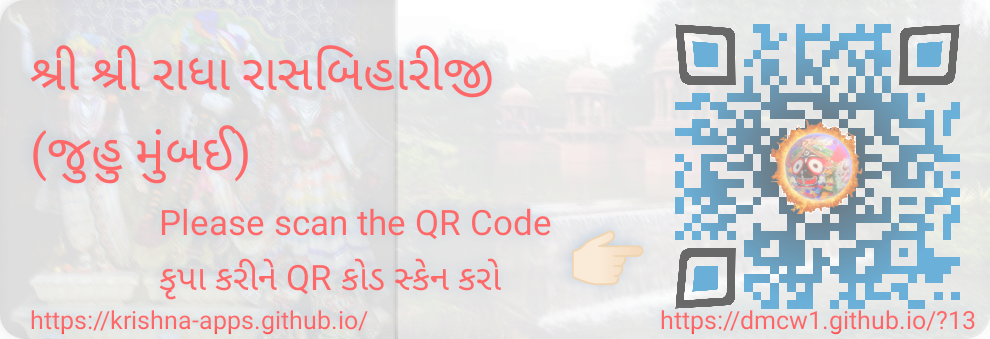 શ્રી શ્રી રાધા રાસબિહારીજી
(જુહુ મુંબઈ)
Please scan the QR Code
કૃપા કરીને QR કોડ સ્કેન કરો
https://krishna-apps.github.io/
https://dmcw1.github.io/?13